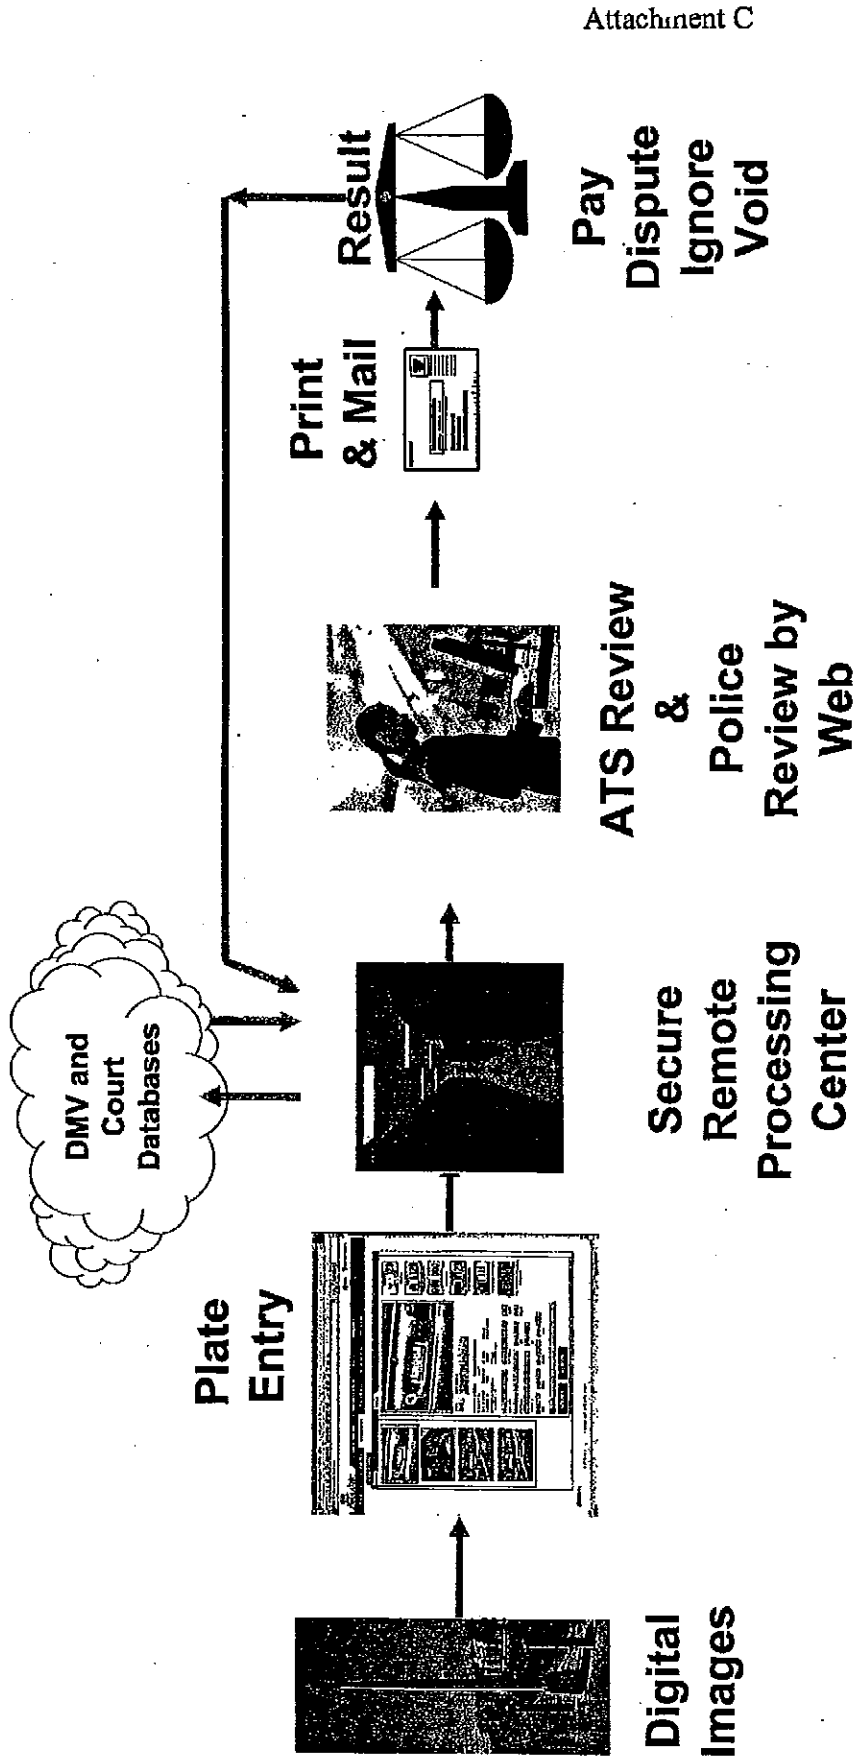 Attachment C
Digital
Images
Plate
Entry
DMV and
Court
Databases
Secure
Remote
Processing
Center
ATS Review
&
Police
Review by
Web
Print
& Mail
Result
Pay
Dispute
Ignore
Void